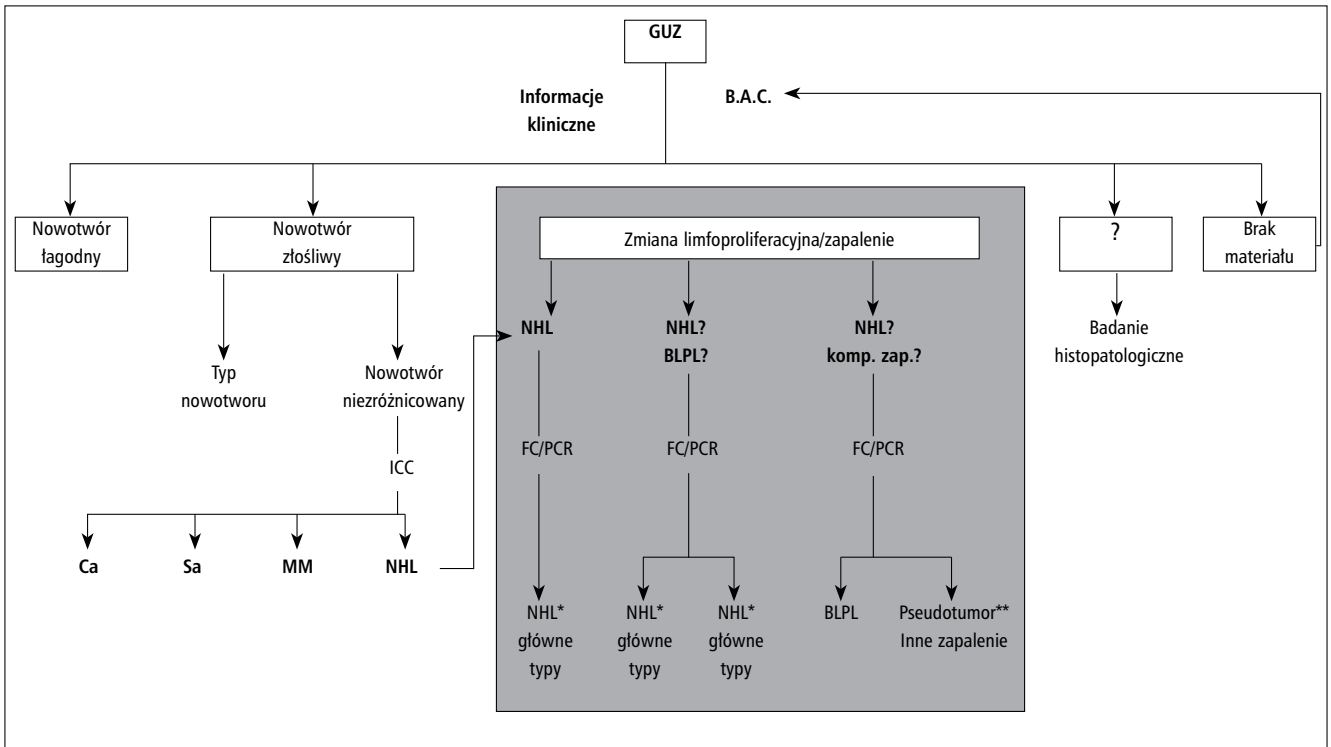 GUZ
Informacje
kliniczne
B.A.C.
Nowotwór
łagodny
Nowotwór
złośliwy
Zmiana limfoproliferacyjna/zapalenie
?
Brak
materiału
Typ
nowotworu
Nowotwór
niezróżnicowany
NHL
NHL?
BLPL?
NHL?
komp. zap.?
Badanie
histopatologiczne
ICC
FC/PCR
FC/PCR
FC/PCR
Ca
Sa
MM
NHL
NHL*
główne
typy
NHL*
główne
typy
NHL*
główne
typy
BLPL
Pseudotumor**
Inne zapalenie